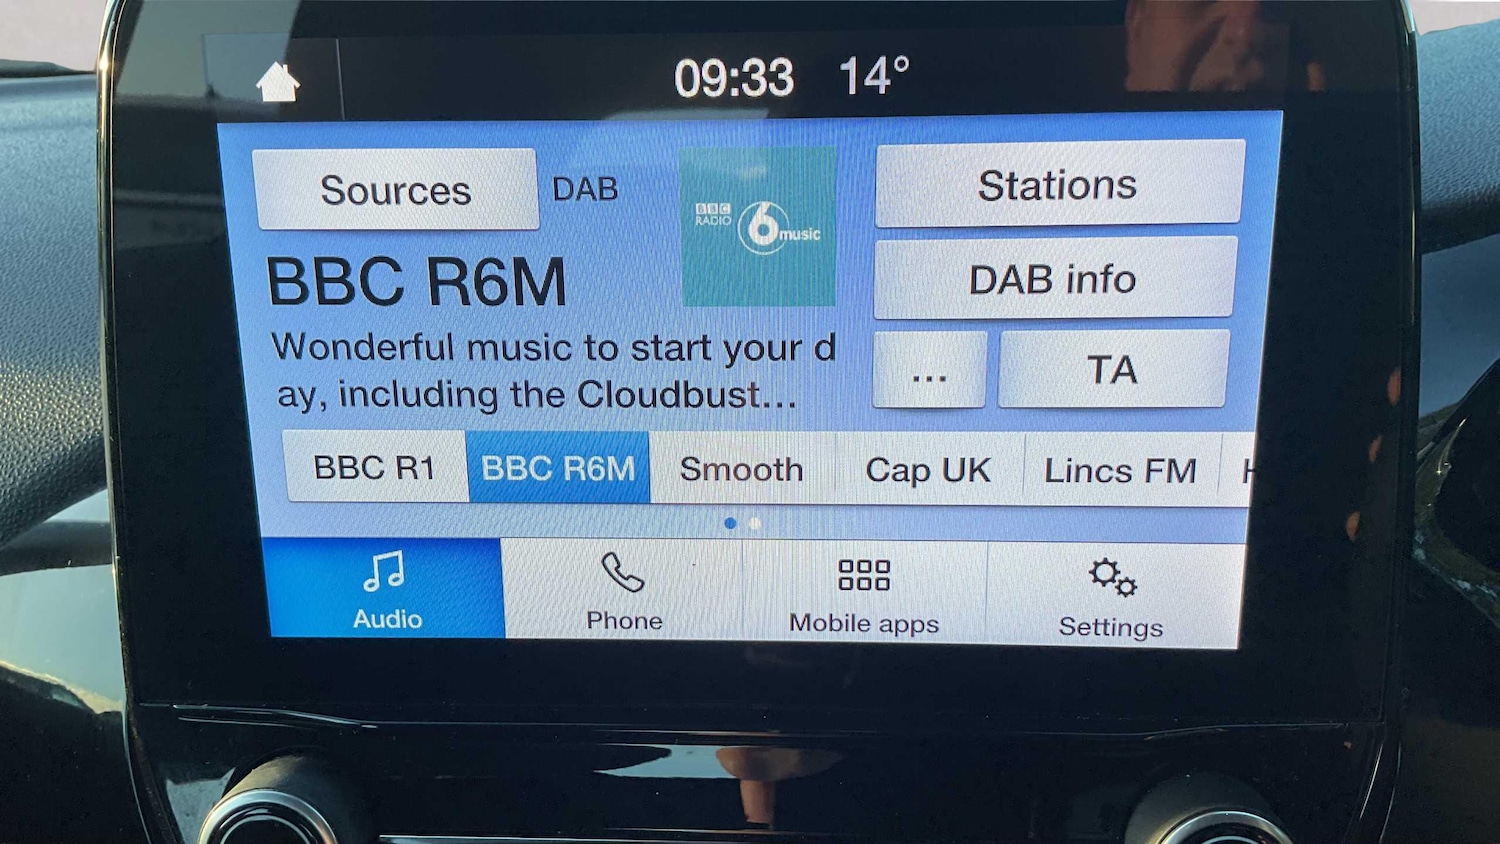 09:33 14°
Sources DAB
BBC
RADIO 6 music
Stations
BBC R6M
DAB info
Wonderful music to start your d
ay, including the Cloudbust...
... TA
BBC R1 BBC R6M Smooth Cap UK Lincs FM
Audio Phone Mobile apps Settings